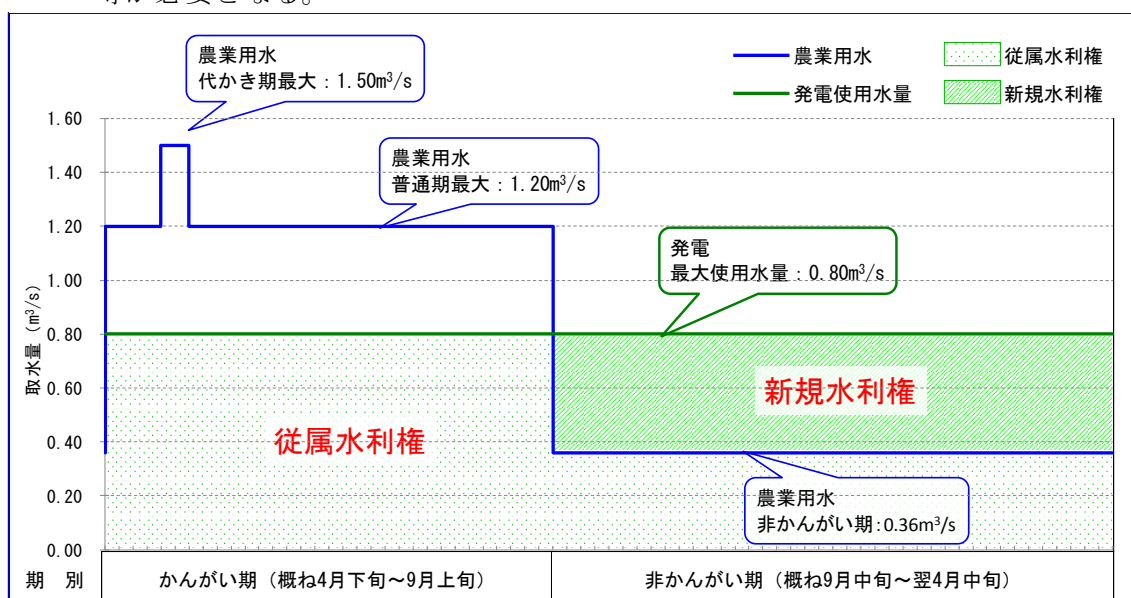 農業用水
代かき期最大：1.50m³/s
農業用水
従属水利権
発電使用水量
新規水利権
1.60
1.40
1.20
1.00
0.80
0.60
0.40
0.20
0.00
取水量（m³/s）
農業用水
普通期最大：1.20m³/s
発電
最大使用水量：0.80m³/s
新規水利権
従属水利権
農業用水
非かんがい期：0.36m³/s
期 別
かんがい期（概ね4月下旬～9月上旬）
非かんがい期（概ね9月中旬～翌4月中旬）